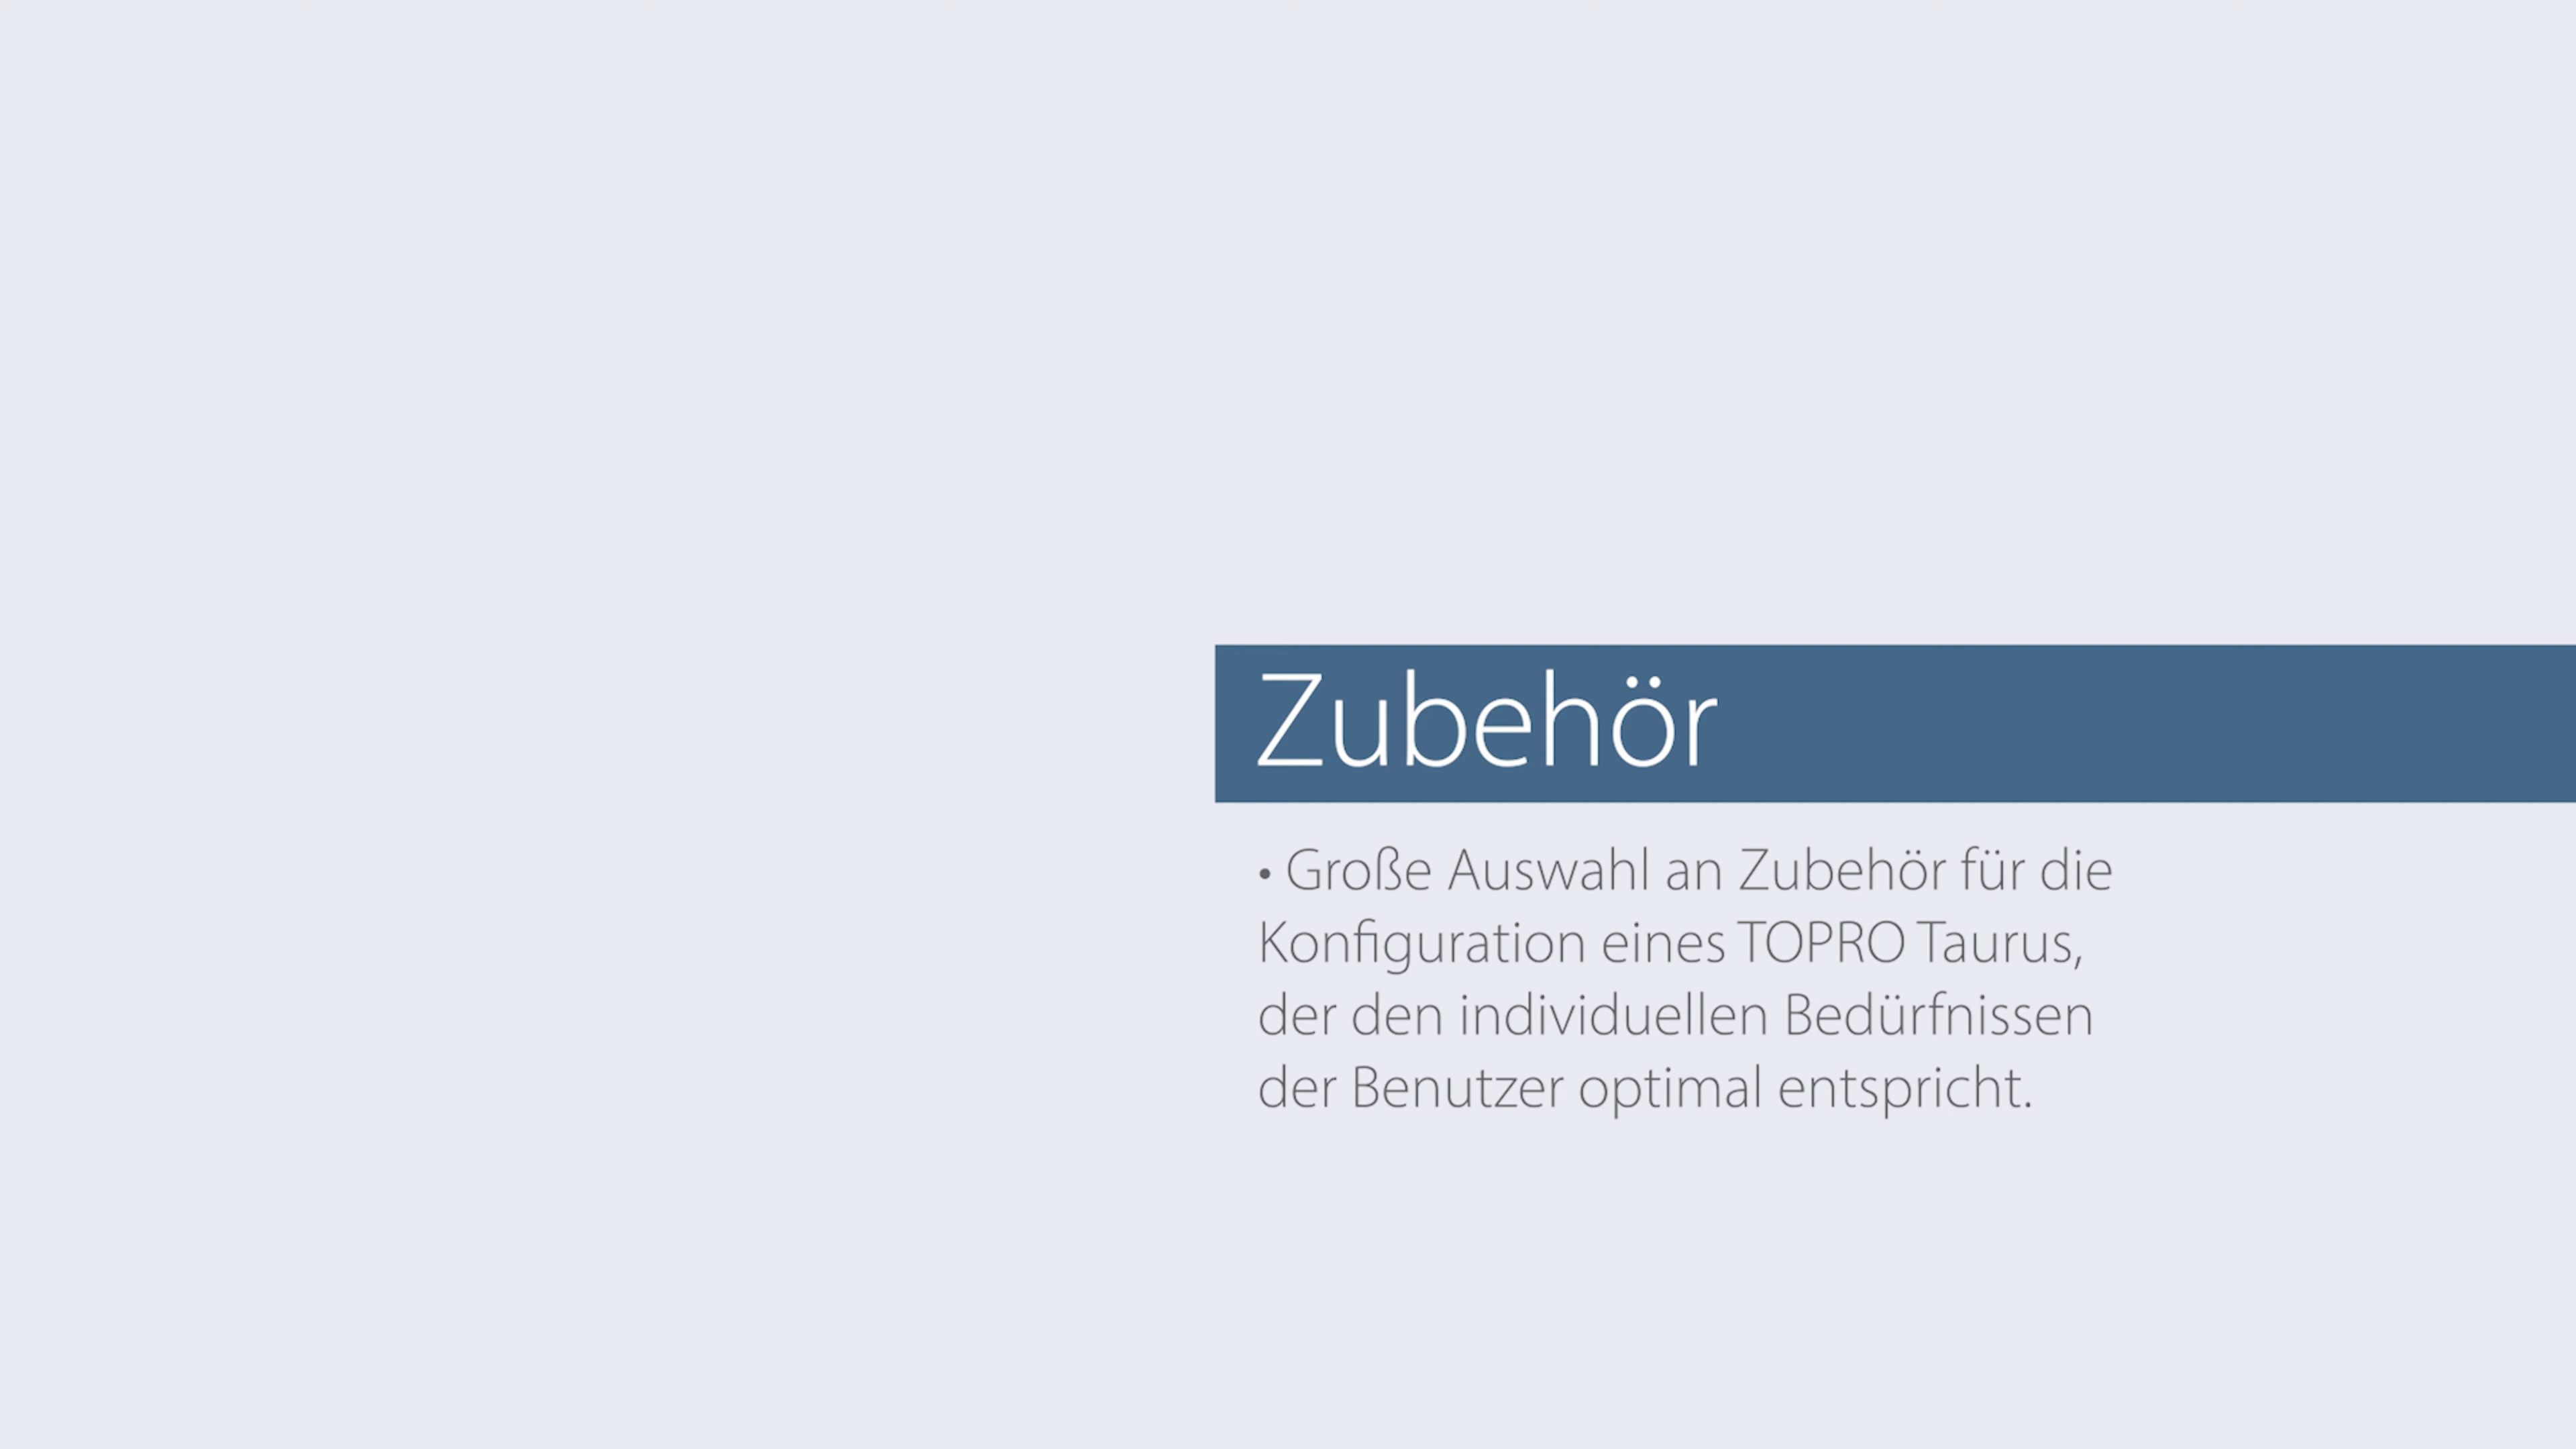 Zubehör
• Große Auswahl an Zubehör für die
Konfiguration eines TOPRO Taurus,
der den individuellen Bedürfnissen
der Benutzer optimal entspricht.